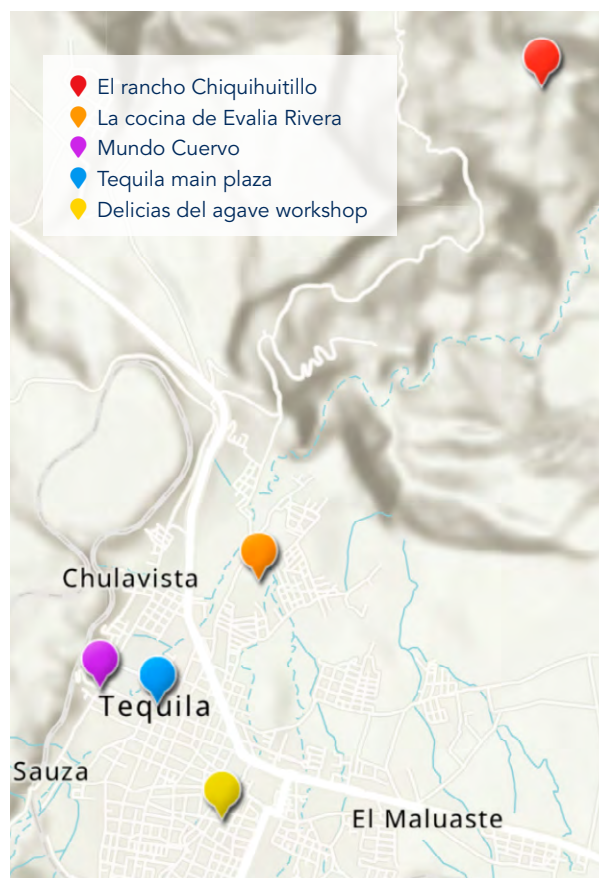 El rancho Chiquihuitillo
La cocina de Evalia Rivera
Mundo Cuervo
Tequila main plaza
Delicias del agave workshop
Chulavista
Tequila
Sauza
El Maluaste